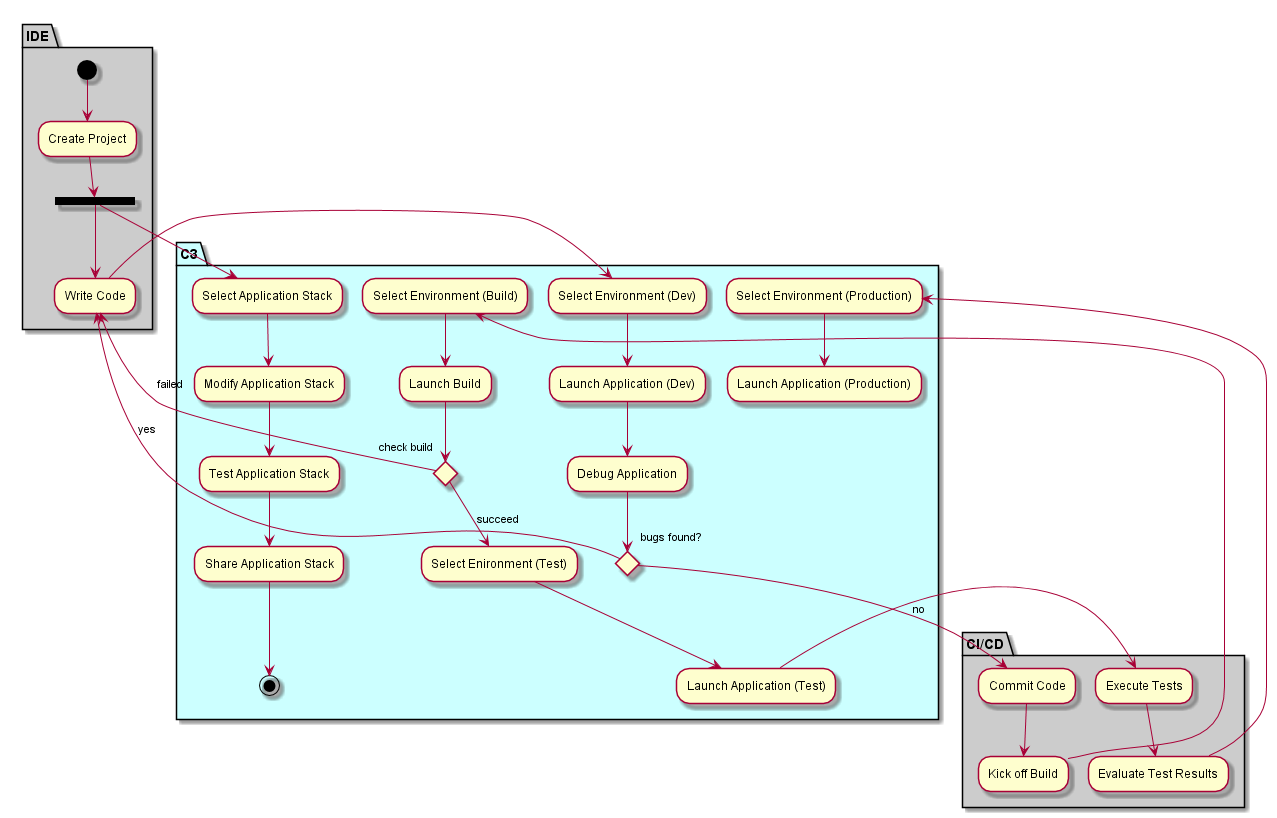 IDE
Create Project
Write Code
C3
Select Application Stack
Select Environment (Build)
Select Environment (Dev)
Select Environment (Production)
Modify Application Stack
Launch Build
Launch Application (Dev)
Launch Application (Production)
failed
yes
check build
Test Application Stack
Debug Application
succeed
bugs found?
Share Application Stack
Select Enironment (Test)
no
CI/CD
Launch Application (Test)
Commit Code
Execute Tests
Kick off Build
Evaluate Test Results